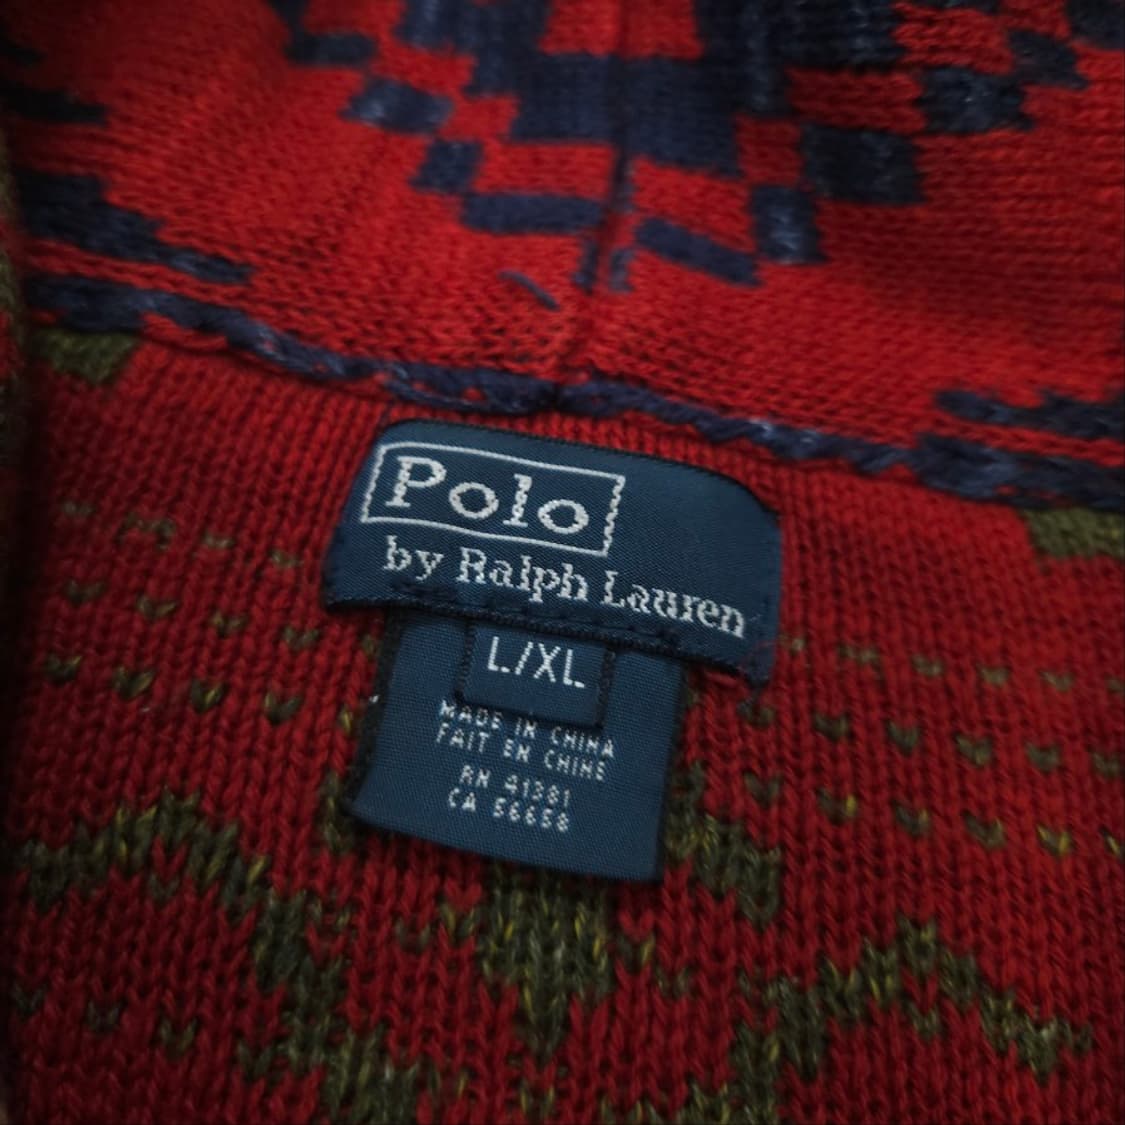 Polo
by Ralph Lauren
L/XL
MADE IN CHINA
FAIT EN CHINE
RN 41381
CA 56658